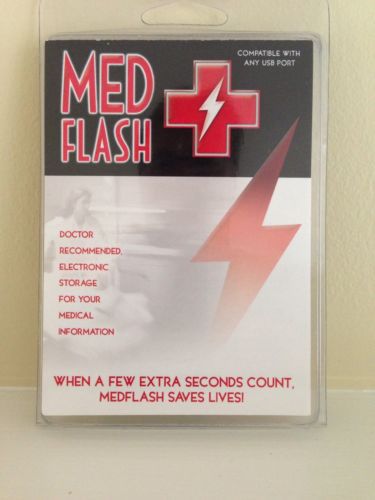 MED
FLASH
COMPATIBLE WITH
ANY USB PORT
DOCTOR
RECOMMENDED,
ELECTRONIC
STORAGE
FOR YOUR
MEDICAL
INFORMATION
WHEN A FEW EXTRA SECONDS COUNT,
MEDFLASH SAVES LIVES!